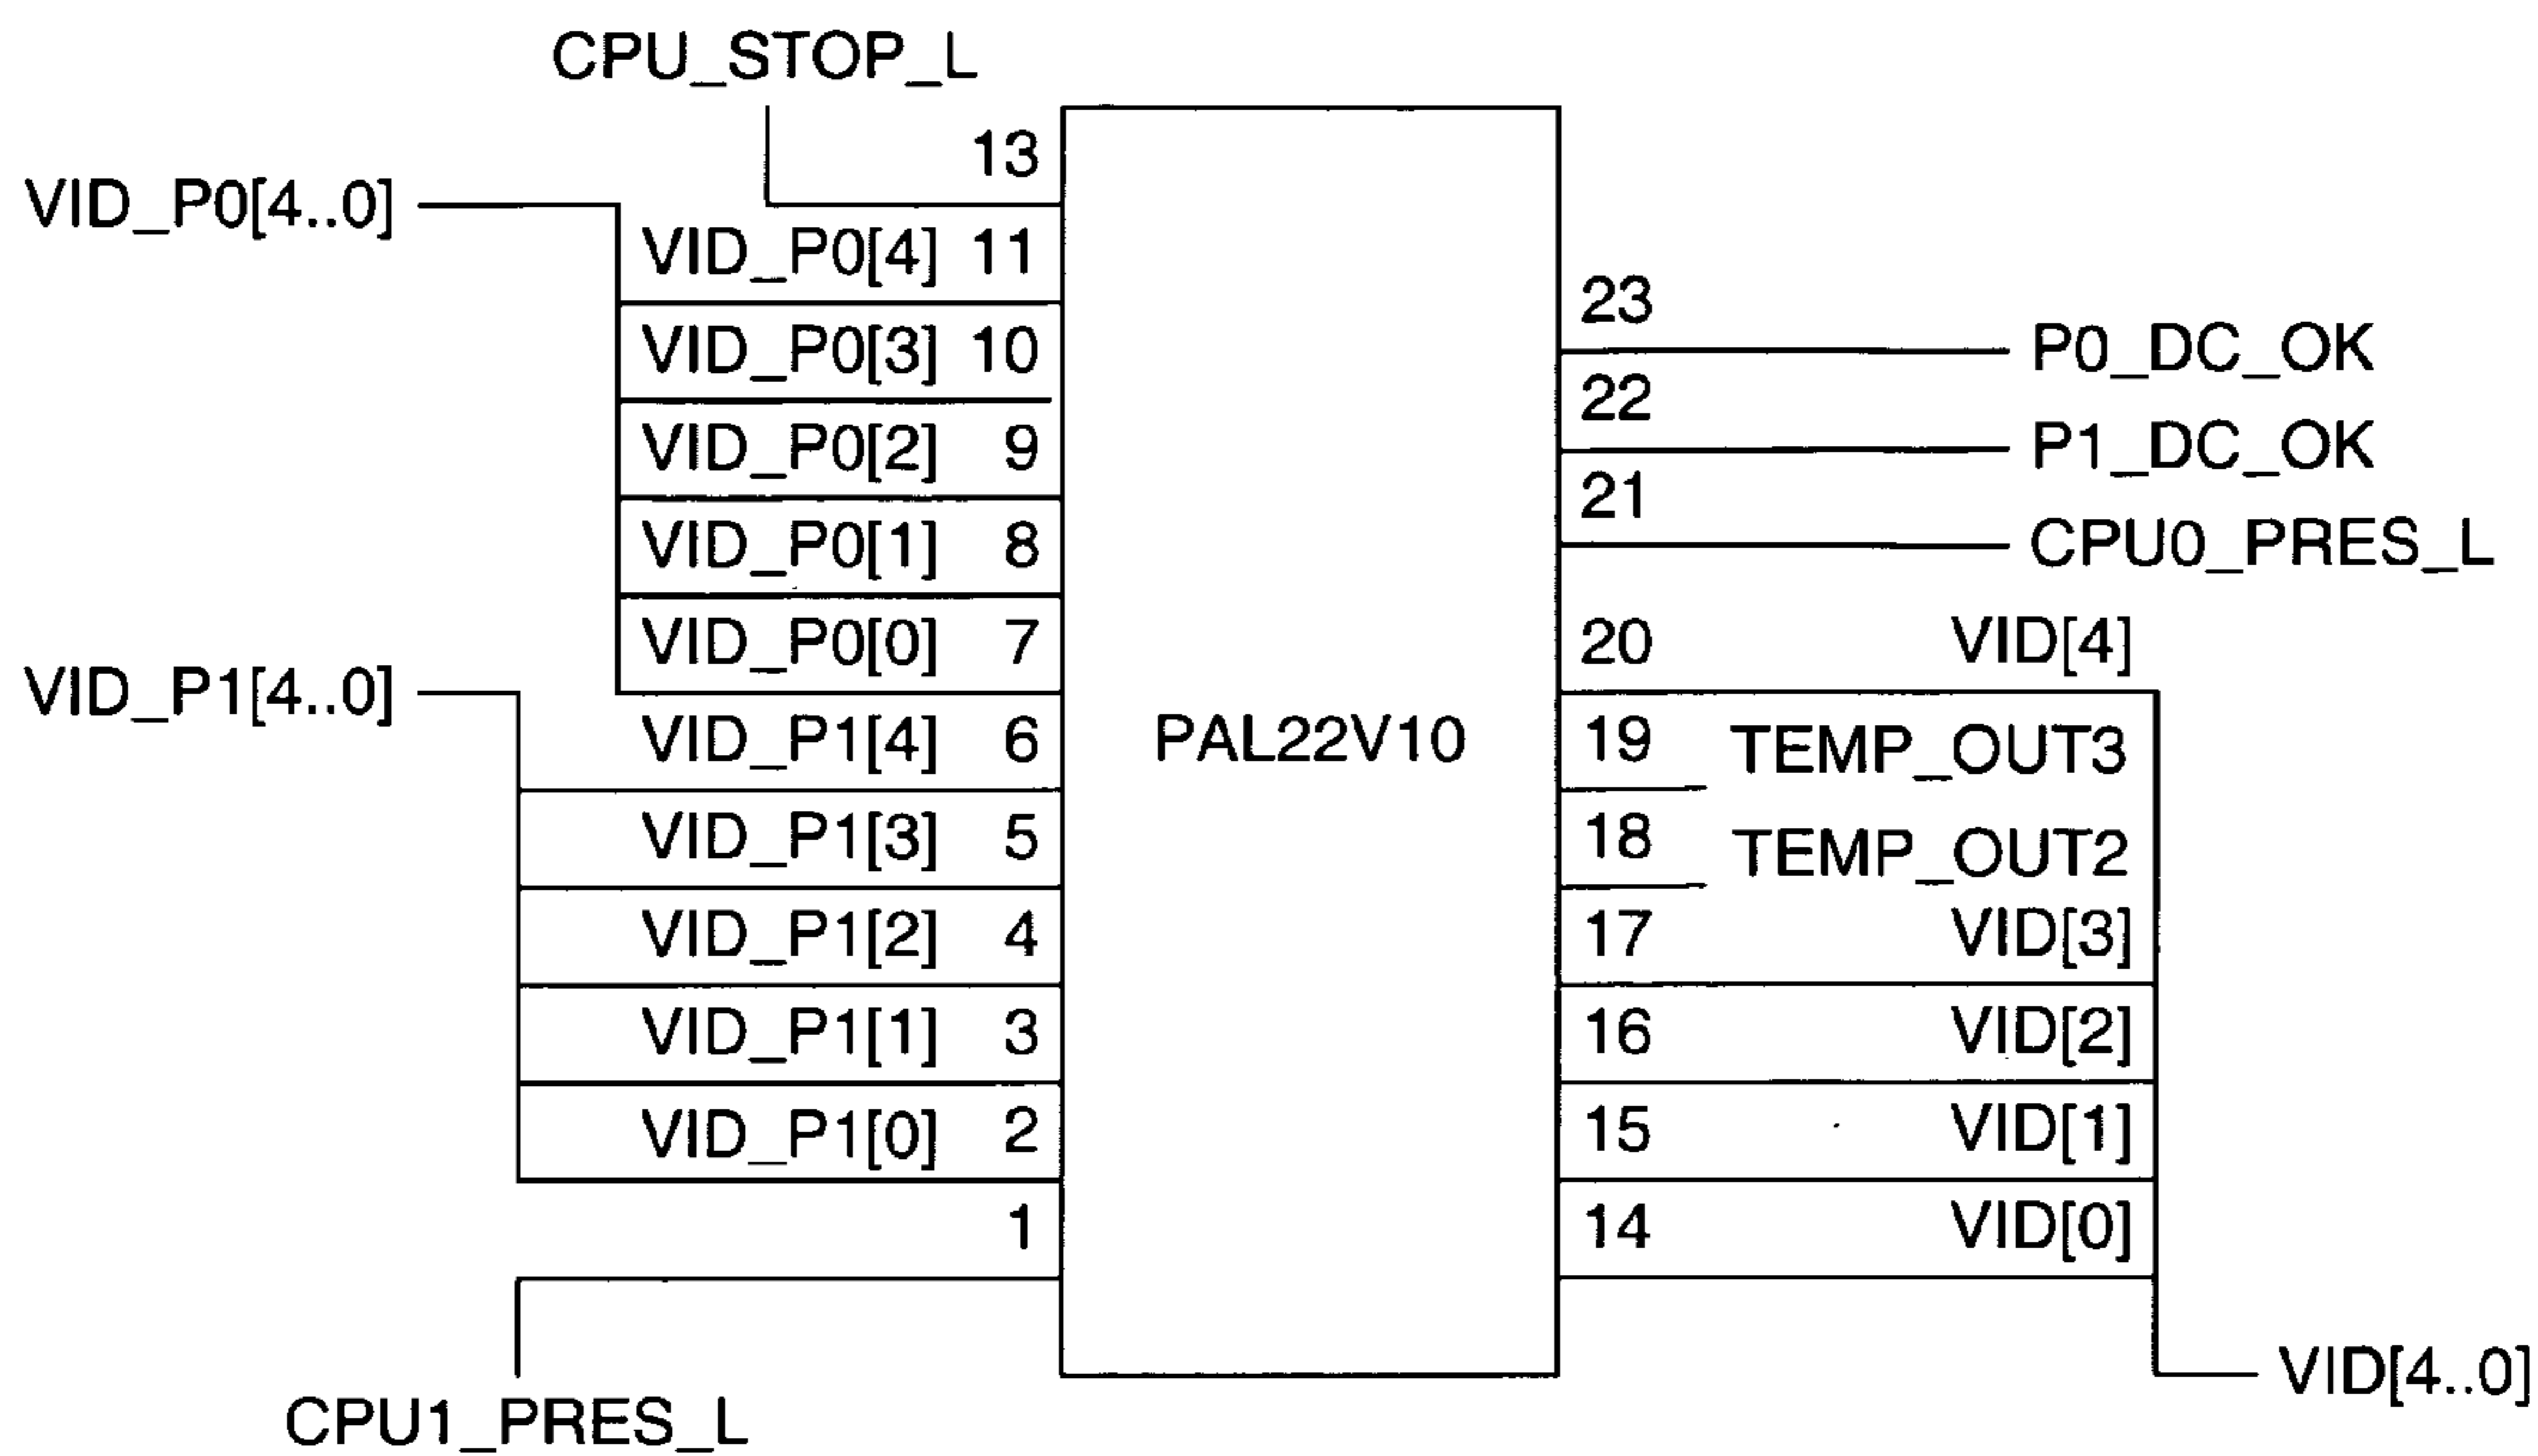 CPU_STOP_L
13
VID_P0[4..0]
VID_P0[4] 11
23
VID_P0[3] 10
P0_DC_OK
22
VID_P0[2] 9
P1_DC_OK
21
VID_P0[1] 8
CPU0_PRES_L
VID_P0[0] 7
20 VID[4]
VID_P1[4..0]
VID_P1[4] 6
PAL22V10
19 TEMP_OUT3
VID_P1[3] 5
18 TEMP_OUT2
VID_P1[2] 4
17 VID[3]
VID_P1[1] 3
16 VID[2]
VID_P1[0] 2
15 VID[1]
1
14 VID[0]
VID[4..0]
CPU1_PRES_L